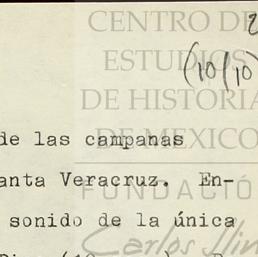 CENTRO DE
ESTUDIOS
(10/10)
DE HISTORIA
de las campanas
DE MEXICO
anta Veracruz. En-
FUNDACIÓ
sonido de la única
Carlos Slim